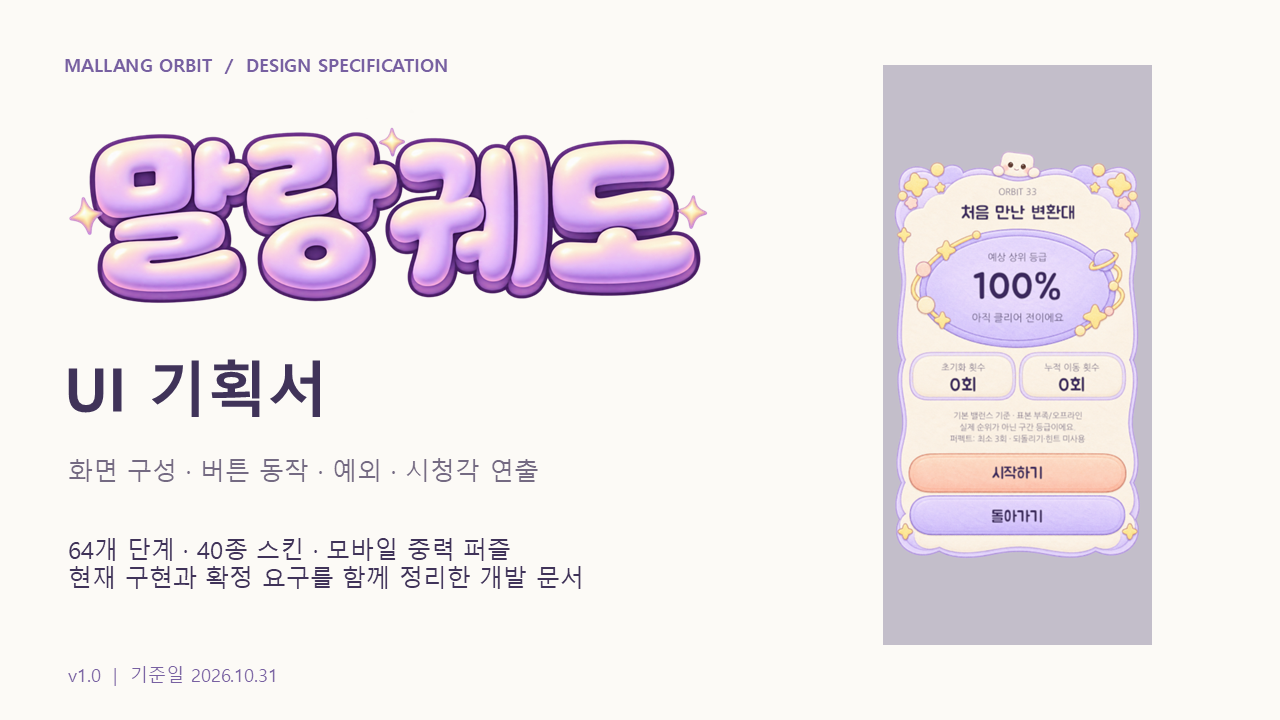 MALLANG ORBIT / DESIGN SPECIFICATION
말랑궤도
UI 기획서
화면 구성 · 버튼 동작 · 예외 · 시청각 연출
64개 단계 · 40종 스킨 · 모바일 중력 퍼즐
현재 구현과 확정 요구를 함께 정리한 개발 문서
v1.0 | 기준일 2026.10.31
ORBIT 33
처음 만난 변환대
예상 상위 등급
100%
아직 클리어 전이에요
초기화 횟수
0회
누적 이동 횟수
0회
기본 밸런스 기준 · 표본 부족/오프라인
실제 순위가 아닌 구간 등급이에요.
퍼펙트: 최소 3회 · 되돌리기·힌트 미사용
시작하기
돌아가기